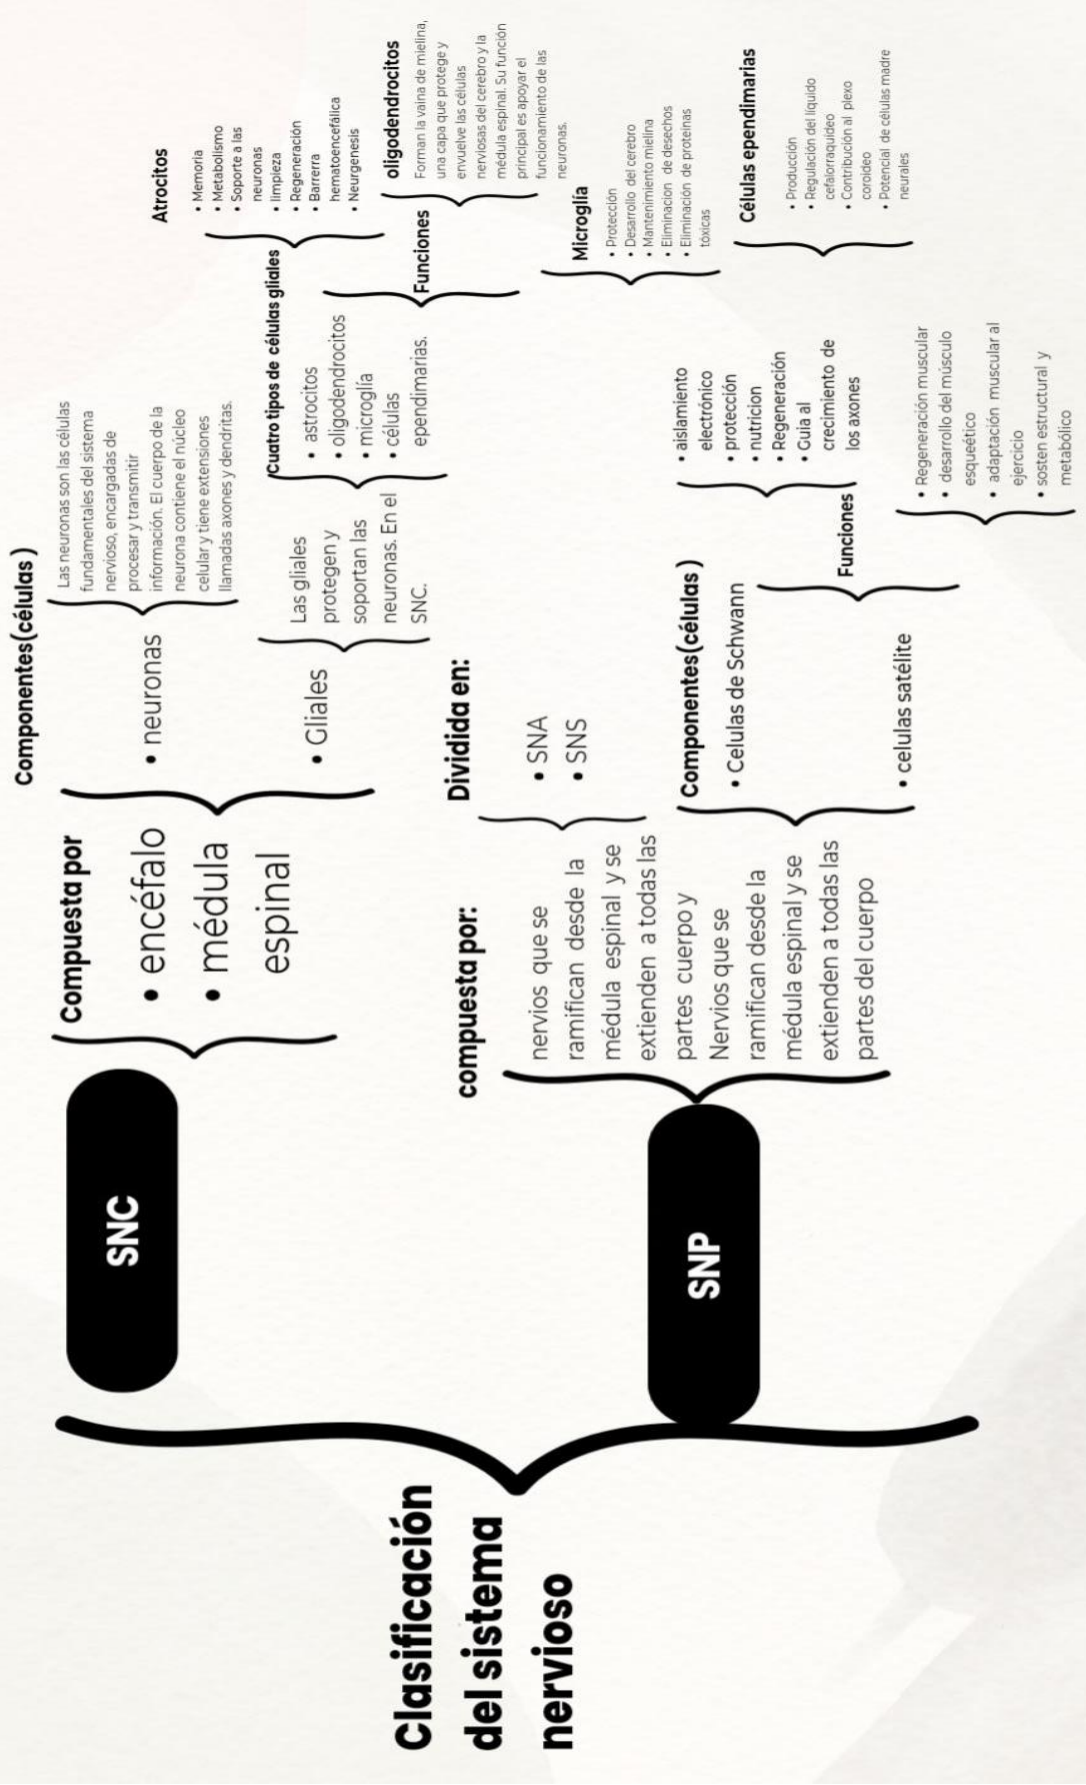 Clasificación
del sistema
nervioso
SNC
Compuesta por
• encéfalo
• médula
espinal
Componentes(células )
• neuronas
Las neuronas son las células
fundamentales del sistema
nervioso, encargadas de
procesar y transmitir
información. El cuerpo de la
neurona contiene el núcleo
celular y tiene extensiones
llamadas axones y dendritas.
• Gliales
Las gliales
protegen y
soportan las
neuronas. En el
SNC.
Cuatro tipos de células gliales
• astrocitos
• oligodendrocitos
• microglía
• células
ependimarias.
Funciones
Atrocitos
• Memoria
• Metabolismo
• Soporte a las
neuronas
• limpieza
• Regeneración
• Barrerra
hematoencefálica
• Neurgenesis
oligodendrocitos
Forman la vaina de mielina,
una capa que protege y
envuelve las células
nerviosas del cerebro y la
médula espinal. Su función
principal es apoyar el
funcionamiento de las
neuronas.
Microglía
• Protección
• Desarrollo del cerebro
• Mantenimiento mielina
• Eliminación de desechos
• Eliminación de proteinas
tóxicas
Células ependimarias
• Producción
• Regulación del líquido
cefalorraquídeo
• Contribución al plexo
coroideo
• Potencial de células madre
neurales
SNP
compuesta por:
nervios que se
ramifican desde la
médula espinal y se
extienden a todas las
partes cuerpo y
Nervios que se
ramifican desde la
médula espinal y se
extienden a todas las
partes del cuerpo
Dividida en:
• SNA
• SNS
Componentes(células )
• Celulas de Schwann
• celulas satélite
Funciones
• aislamiento
electrónico
• protección
• nutricion
• Regeneración
• Guia al
crecimiento de
los axones
• Regeneración muscular
• desarrollo del músculo
esquеético
• adaptación muscular al
ejercicio
• sosten estructural y
metabólico